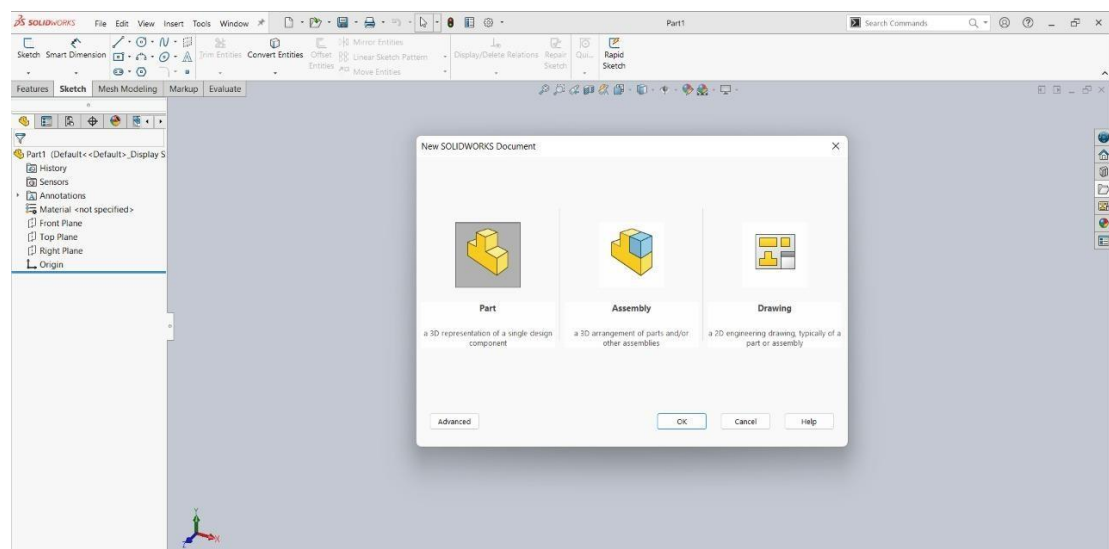 SOLIDWORKS File Edit View Insert Tools Window Part1 Search Commands
Sketch Smart Dimension Trim Entities Convert Entities Offset Entities Mirror Entities Display/Delete Relations Repair Sketch Qui... Rapid Sketch
Linear Sketch Pattern
Move Entities
Features Sketch Mesh Modeling Markup Evaluate
Part1 (Default<<Default>_Display S
History
Sensors
Annotations
Material <not specified>
Front Plane
Top Plane
Right Plane
Origin
New SOLIDWORKS Document
Part Assembly Drawing
a 3D representation of a single design component
a 3D arrangement of parts and/or other assemblies
a 2D engineering drawing, typically of a part or assembly
Advanced OK Cancel Help
Y
Z X